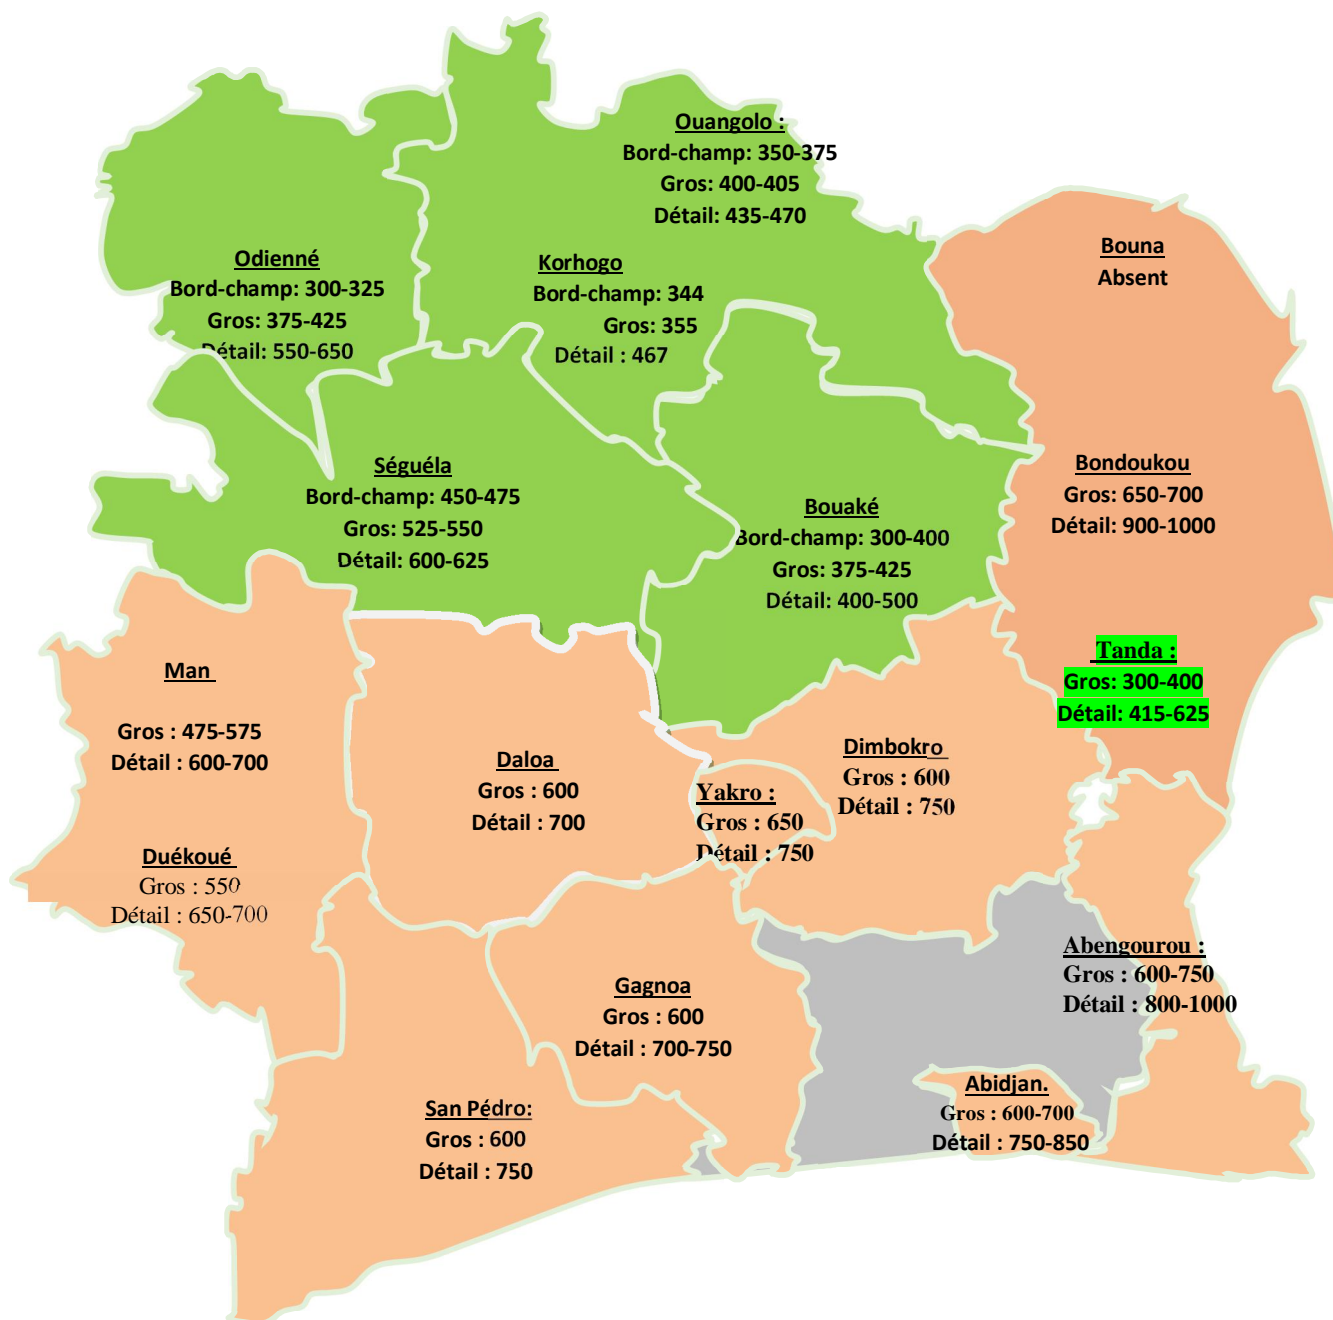 Ouangolo :
Bord-champ: 350-375
Gros: 400-405
Détail: 435-470
Bouna
Absent
Odienné
Bord-champ: 300-325
Gros: 375-425
Détail: 550-650
Korhogo
Bord-champ: 344
Gros: 355
Détail : 467
Séguéla
Bord-champ: 450-475
Gros: 525-550
Détail: 600-625
Bouaké
Bord-champ: 300-400
Gros: 375-425
Détail: 400-500
Bondoukou
Gros: 650-700
Détail: 900-1000
Tanda :
Gros: 300-400
Détail: 415-625
Man
Gros : 475-575
Détail : 600-700
Daloa
Gros : 600
Détail : 700
Yakro :
Gros : 650
Détail : 750
Dimbokro
Gros : 600
Détail : 750
Duékoué
Gros : 550
Détail : 650-700
Gagnoa
Gros : 600
Détail : 700-750
Abengourou :
Gros : 600-750
Détail : 800-1000
San Pédro:
Gros : 600
Détail : 750
Abidjan.
Gros : 600-700
Détail : 750-850